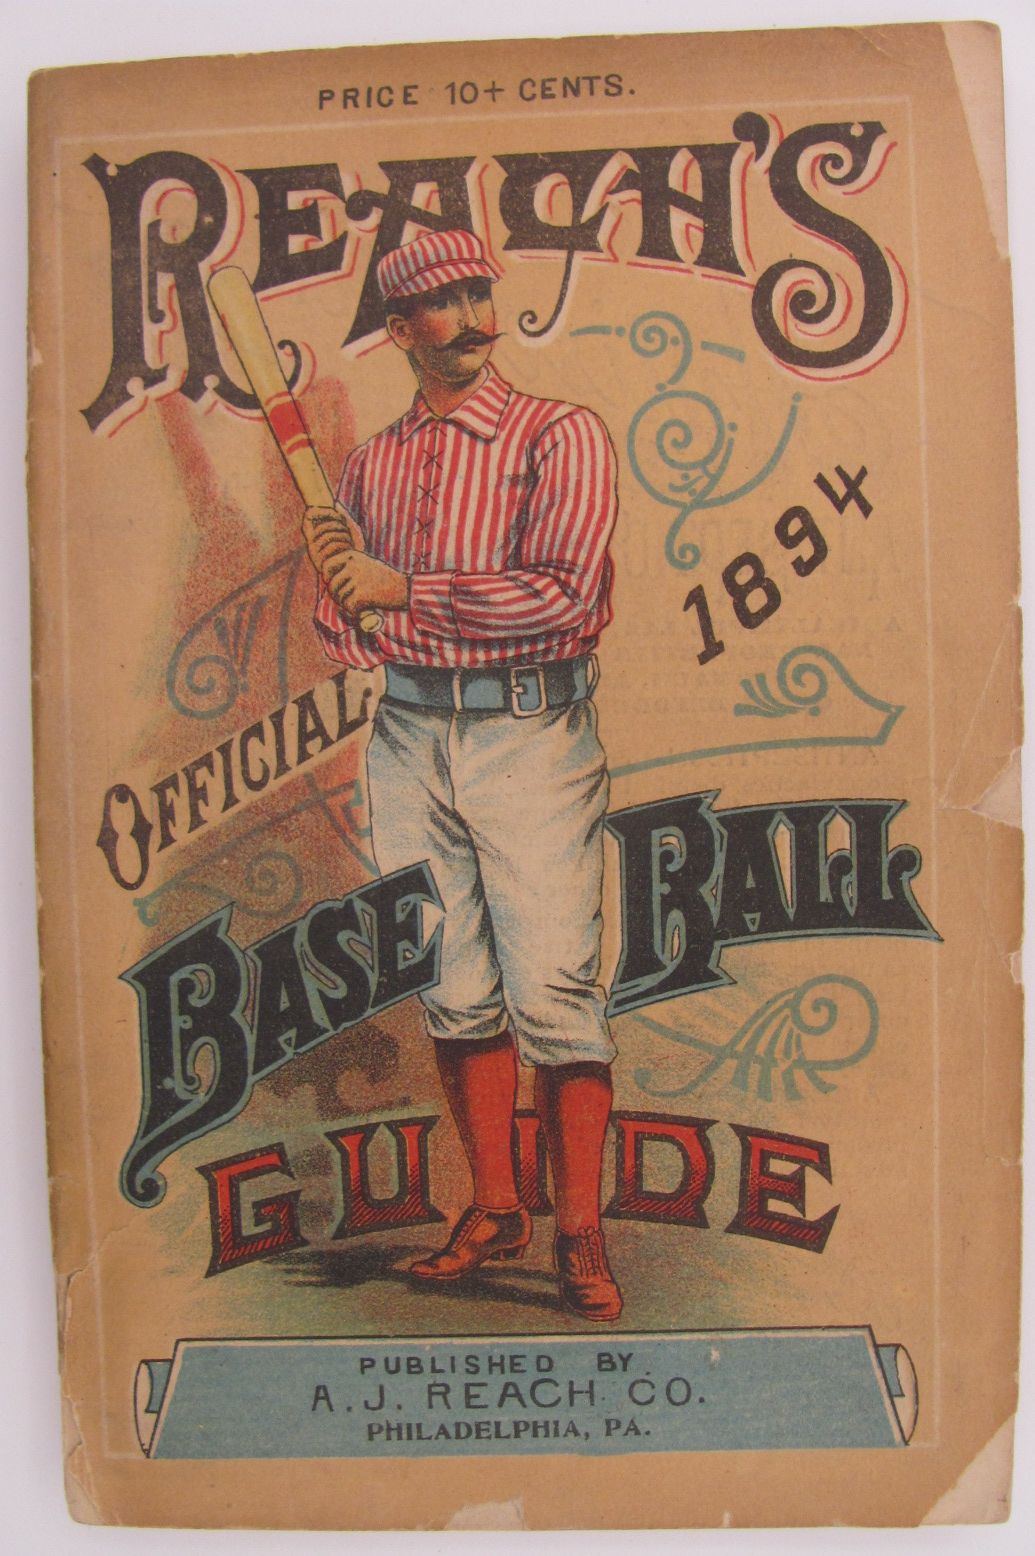 PRICE 10+ CENTS.
REACH'S
1894
OFFICIAL
BASE BALL
GUIDE
PUBLISHED BY
A.J. REACH CO.
PHILADELPHIA, PA.